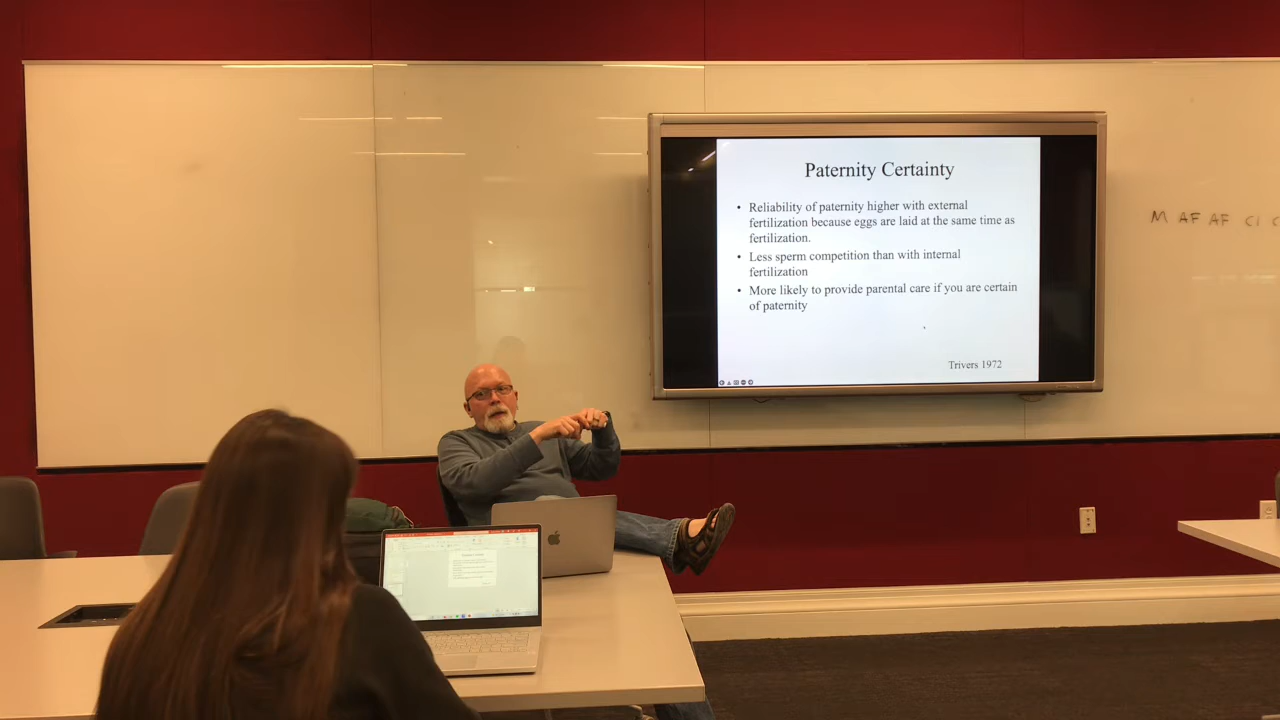 Paternity Certainty
• Reliability of paternity higher with external
fertilization because eggs are laid at the same time as
fertilization.
• Less sperm competition than with internal
fertilization
• More likely to provide parental care if you are certain
of paternity
Trivers 1972
M AF AF CI